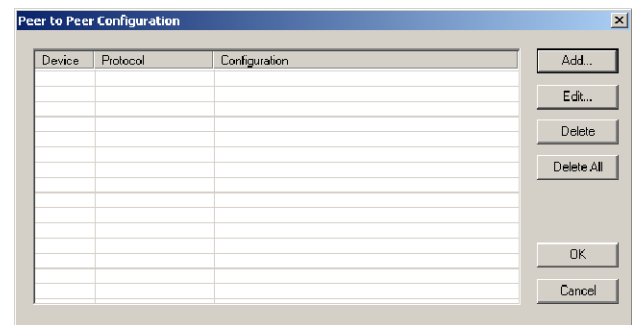 Peer to Peer Configuration
Device Protocol Configuration
Add...
Edit...
Delete
Delete All
OK
Cancel